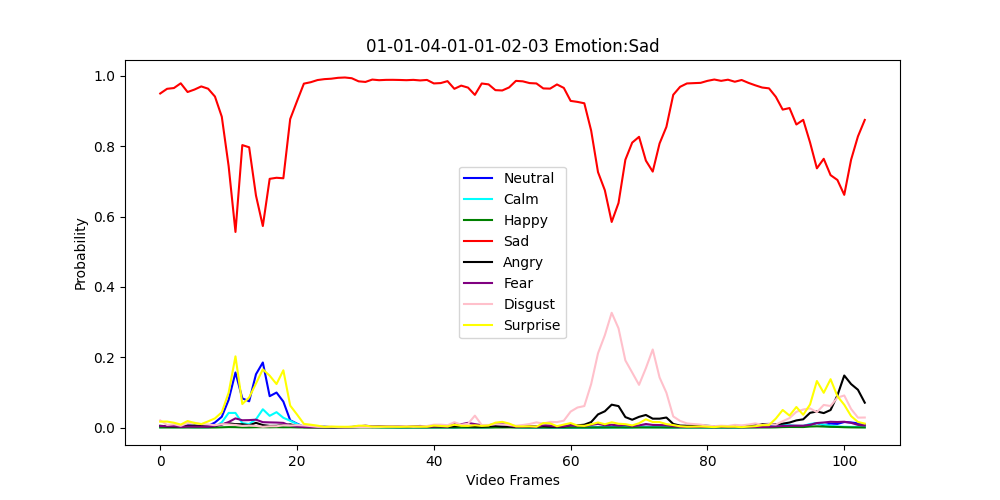 01-01-04-01-01-02-03 Emotion:Sad
1.0
0.8
0.6
0.4
0.2
0.0
Probability
Neutral
Calm
Happy
Sad
Angry
Fear
Disgust
Surprise
0 20 40 60 80 100
Video Frames